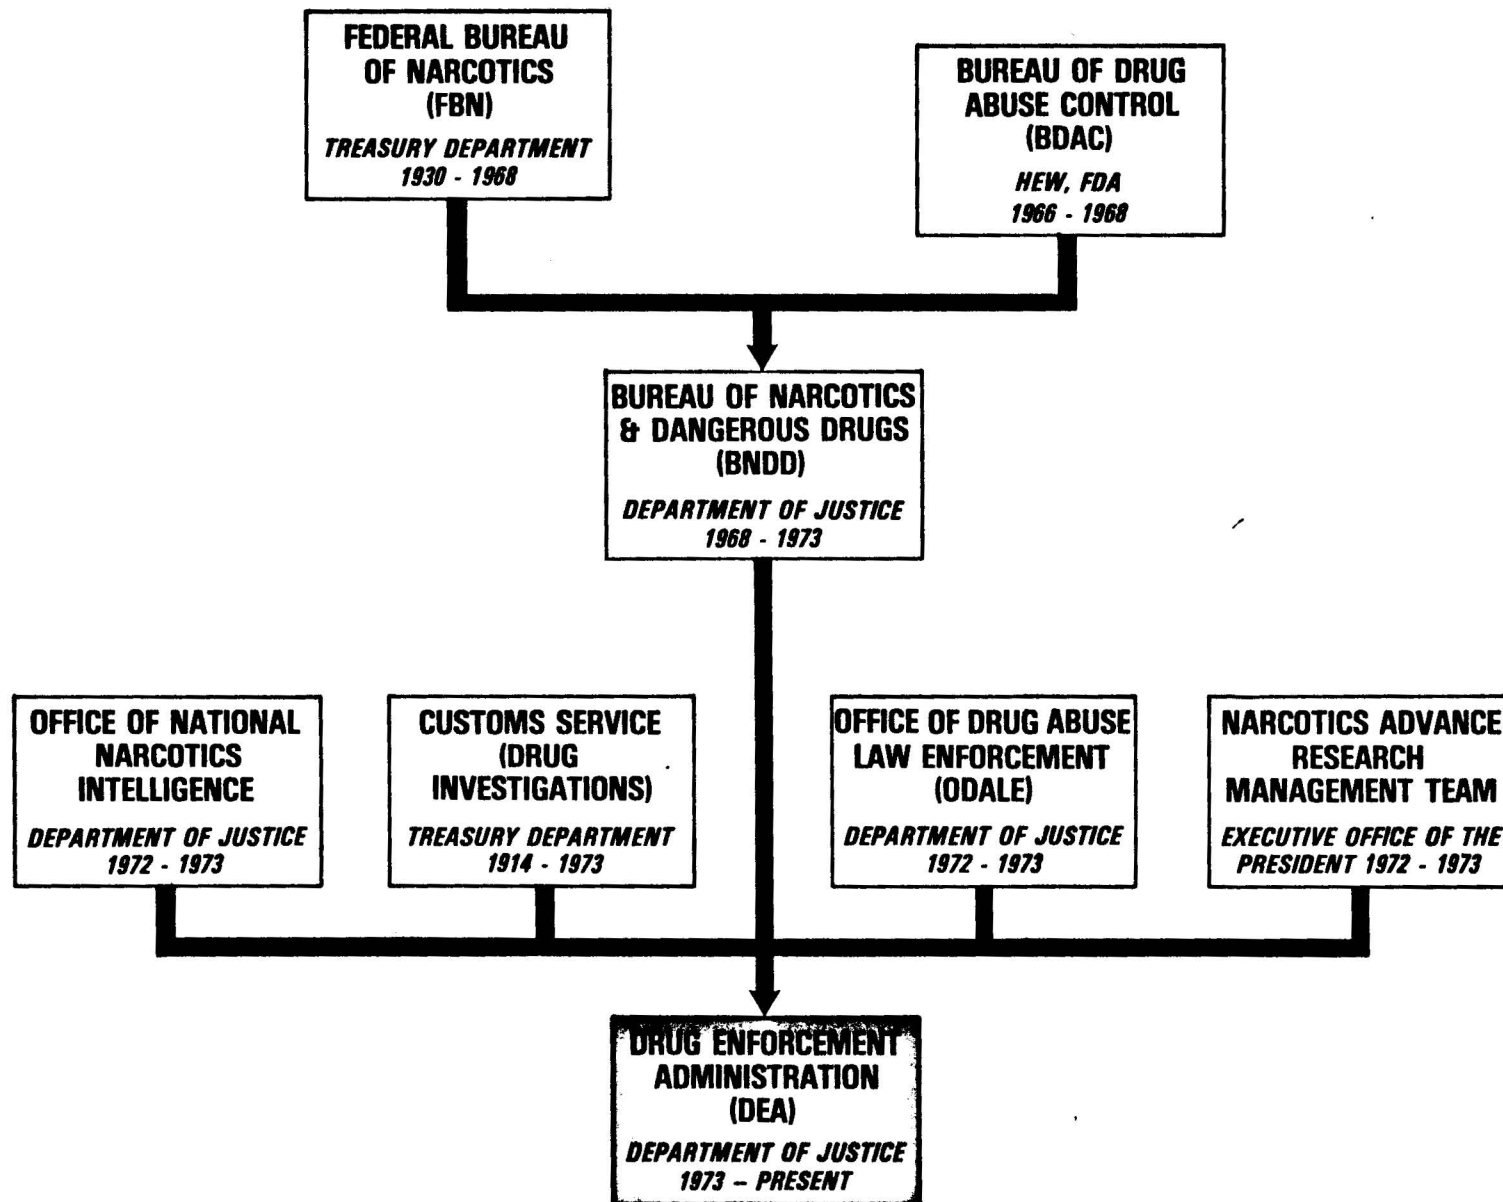 FEDERAL BUREAU
OF NARCOTICS
(FBN)
TREASURY DEPARTMENT
1930 - 1968
BUREAU OF DRUG
ABUSE CONTROL
(BDAC)
HEW, FDA
1966 - 1968
BUREAU OF NARCOTICS
& DANGEROUS DRUGS
(BNDD)
DEPARTMENT OF JUSTICE
1968 - 1973
OFFICE OF NATIONAL
NARCOTICS
INTELLIGENCE
DEPARTMENT OF JUSTICE
1972 - 1973
CUSTOMS SERVICE
(DRUG
INVESTIGATIONS)
TREASURY DEPARTMENT
1914 - 1973
OFFICE OF DRUG ABUSE
LAW ENFORCEMENT
(ODALE)
DEPARTMENT OF JUSTICE
1972 - 1973
NARCOTICS ADVANCE
RESEARCH
MANAGEMENT TEAM
EXECUTIVE OFFICE OF THE
PRESIDENT 1972 - 1973
DRUG ENFORCEMENT
ADMINISTRATION
(DEA)
DEPARTMENT OF JUSTICE
1973 – PRESENT